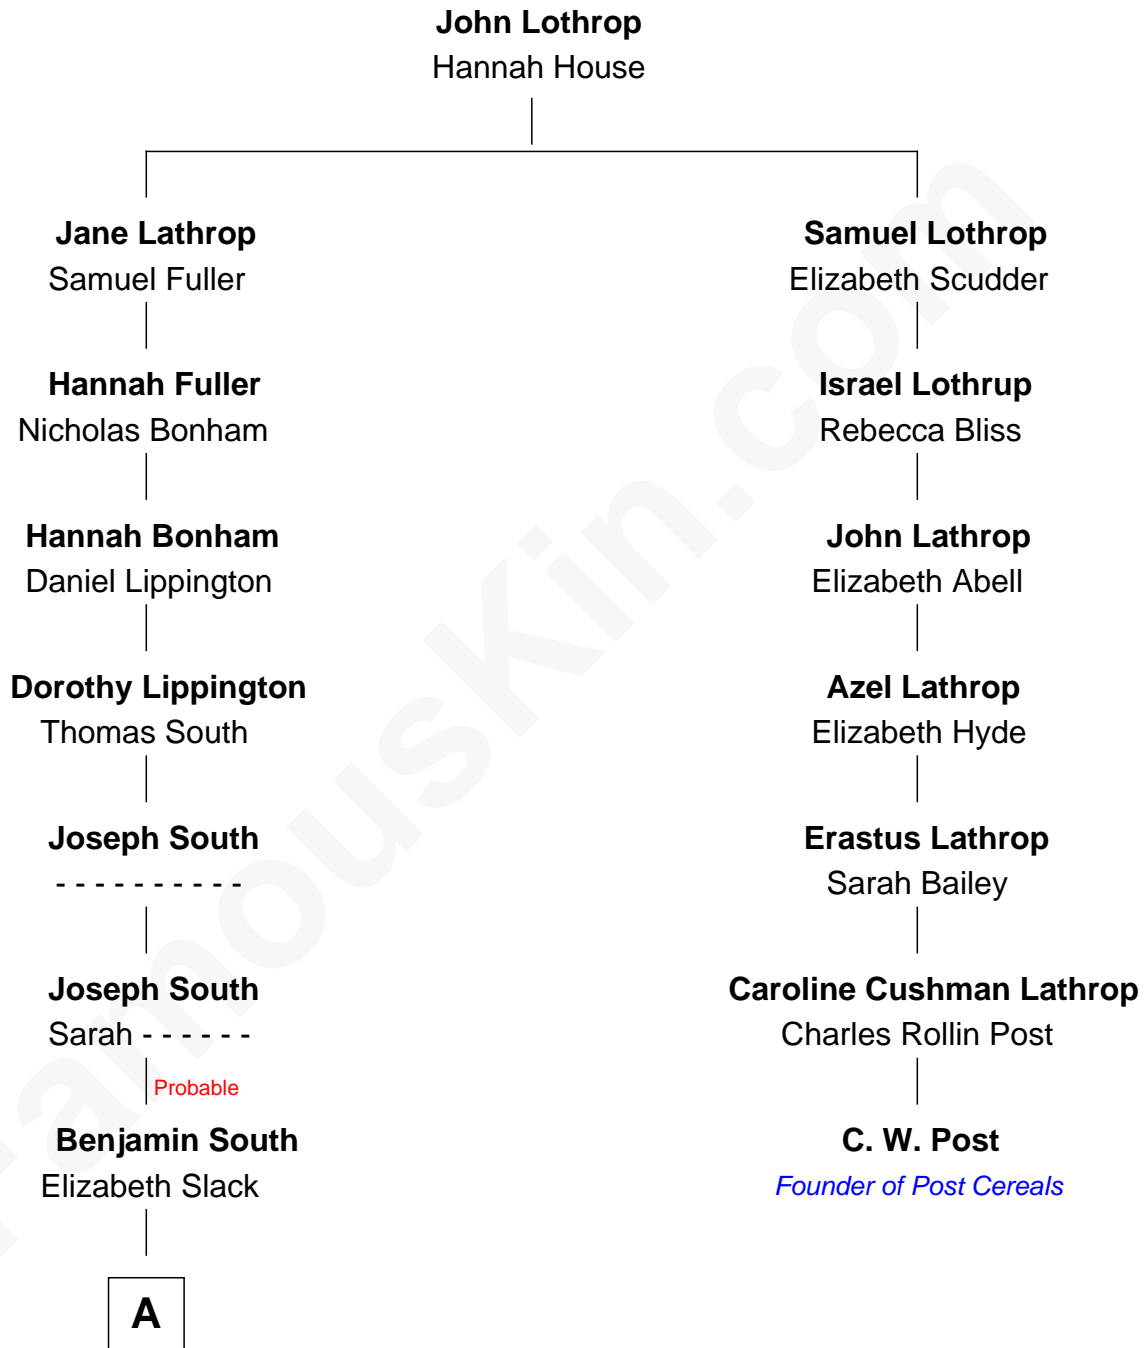 John Lothrop
Hannah House
Jane Lathrop
Samuel Fuller
Hannah Fuller
Nicholas Bonham
Hannah Bonham
Daniel Lippington
Dorothy Lippington
Thomas South
Joseph South
- - - - - - - - - -
Joseph South
Sarah - - - - - -
Probable
Benjamin South
Elizabeth Slack
A
Samuel Lothrop
Elizabeth Scudder
Israel Lothrup
Rebecca Bliss
John Lathrop
Elizabeth Abell
Azel Lathrop
Elizabeth Hyde
Erastus Lathrop
Sarah Bailey
Caroline Cushman Lathrop
Charles Rollin Post
C. W. Post
Founder of Post Cereals
FamousKin.com